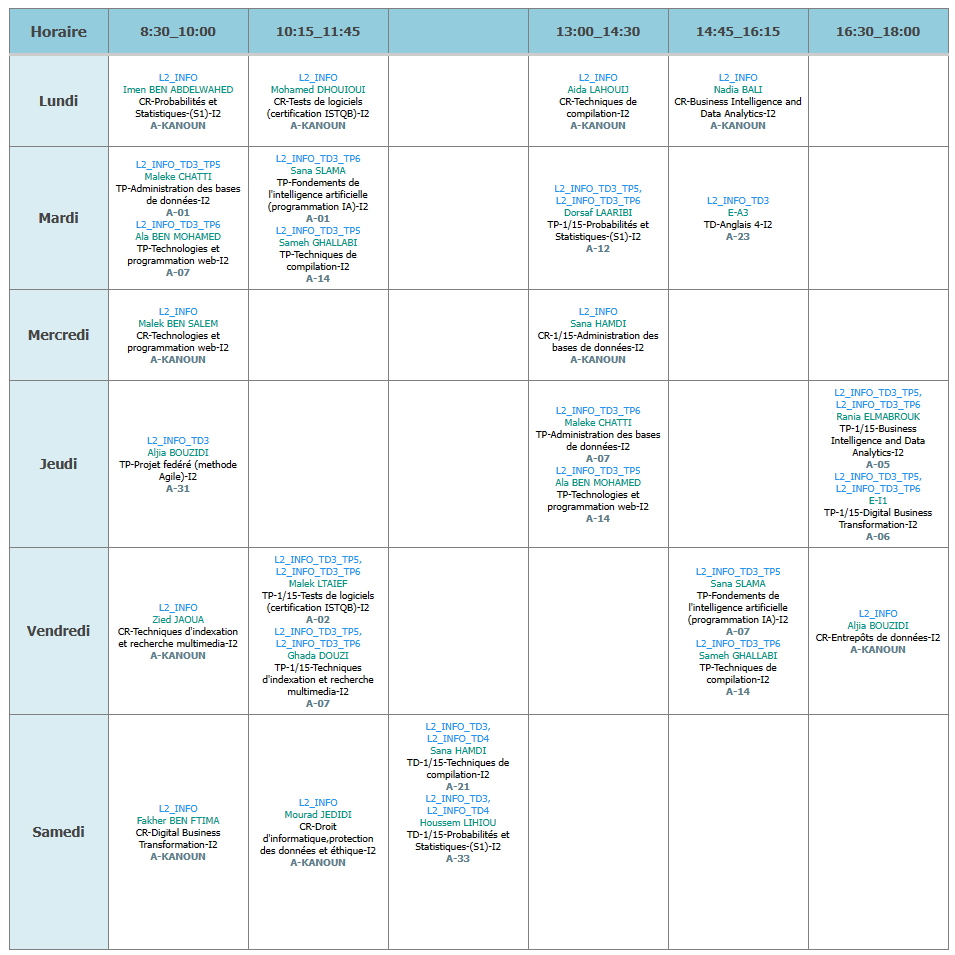 Horaire
8:30_10:00
10:15_11:45
13:00_14:30
14:45_16:15
16:30_18:00
Lundi
L2_INFO
Imen BEN ABDELWAHED
CR-Probabilités et
Statistiques-(S1)-I2
A-KANOUN
L2_INFO
Mohamed DHOUIOUI
CR-Tests de logiciels
(certification ISTQB)-I2
A-KANOUN
L2_INFO
Aida LAHOUIJ
CR-Techniques de
compilation-I2
A-KANOUN
L2_INFO
Nadia BALI
CR-Business Intelligence and
Data Analytics-I2
A-KANOUN
Mardi
L2_INFO_TD3_TP5
Maleke CHATTI
TP-Administration des bases
de données-I2
A-01
L2_INFO_TD3_TP6
Ala BEN MOHAMED
TP-Technologies et
programmation web-I2
A-07
L2_INFO_TD3_TP6
Sana SLAMA
TP-Fondements de
l'intelligence artificielle
(programmation IA)-I2
A-01
L2_INFO_TD3_TP5
Sameh GHALLABI
TP-Techniques de
compilation-I2
A-14
L2_INFO_TD3_TP5,
L2_INFO_TD3_TP6
Dorsaf LAARIBI
TP-1/15-Probabilités et
Statistiques-(S1)-I2
A-12
L2_INFO_TD3
E-A3
TD-Anglais 4-I2
A-23
Mercredi
L2_INFO
Malek BEN SALEM
CR-Technologies et
programmation web-I2
A-KANOUN
L2_INFO
Sana HAMDI
CR-1/15-Administration des
bases de données-I2
A-KANOUN
Jeudi
L2_INFO_TD3
Aljia BOUZIDI
TP-Projet fedéré (methode
Agile)-I2
A-31
L2_INFO_TD3_TP6
Maleke CHATTI
TP-Administration des bases
de données-I2
A-07
L2_INFO_TD3_TP5
Ala BEN MOHAMED
TP-Technologies et
programmation web-I2
A-14
L2_INFO_TD3_TP5,
L2_INFO_TD3_TP6
Rania ELMABROUK
TP-1/15-Business
Intelligence and Data
Analytics-I2
A-05
L2_INFO_TD3_TP5,
L2_INFO_TD3_TP6
E-I1
TP-1/15-Digital Business
Transformation-I2
A-06
Vendredi
L2_INFO
Zied JAOUA
CR-Techniques d'indexation
et recherche multimedia-I2
A-KANOUN
L2_INFO_TD3_TP5,
L2_INFO_TD3_TP6
Malek LTAIEF
TP-1/15-Tests de logiciels
(certification ISTQB)-I2
A-02
L2_INFO_TD3_TP5,
L2_INFO_TD3_TP6
Ghada DOUZI
TP-1/15-Techniques
d'indexation et recherche
multimedia-I2
A-07
L2_INFO_TD3_TP5
Sana SLAMA
TP-Fondements de
l'intelligence artificielle
(programmation IA)-I2
A-07
L2_INFO_TD3_TP6
Sameh GHALLABI
TP-Techniques de
compilation-I2
A-14
L2_INFO
Aljia BOUZIDI
CR-Entrepôts de données-I2
A-KANOUN
Samedi
L2_INFO
Fakher BEN FTIMA
CR-Digital Business
Transformation-I2
A-KANOUN
L2_INFO
Mourad JEDIDI
CR-Droit
d'informatique,protection
des données et éthique-I2
A-KANOUN
L2_INFO_TD3,
L2_INFO_TD4
Sana HAMDI
TD-1/15-Techniques de
compilation-I2
A-21
L2_INFO_TD3,
L2_INFO_TD4
Houssem LIHIOU
TD-1/15-Probabilités et
Statistiques-(S1)-I2
A-33